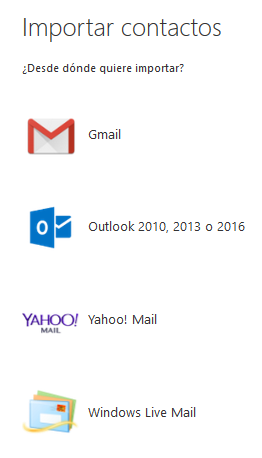 Importar contactos
¿Desde dónde quiere importar?
Gmail
Outlook 2010, 2013 o 2016
YAHOO!
MAIL
Yahoo! Mail
Windows Live Mail